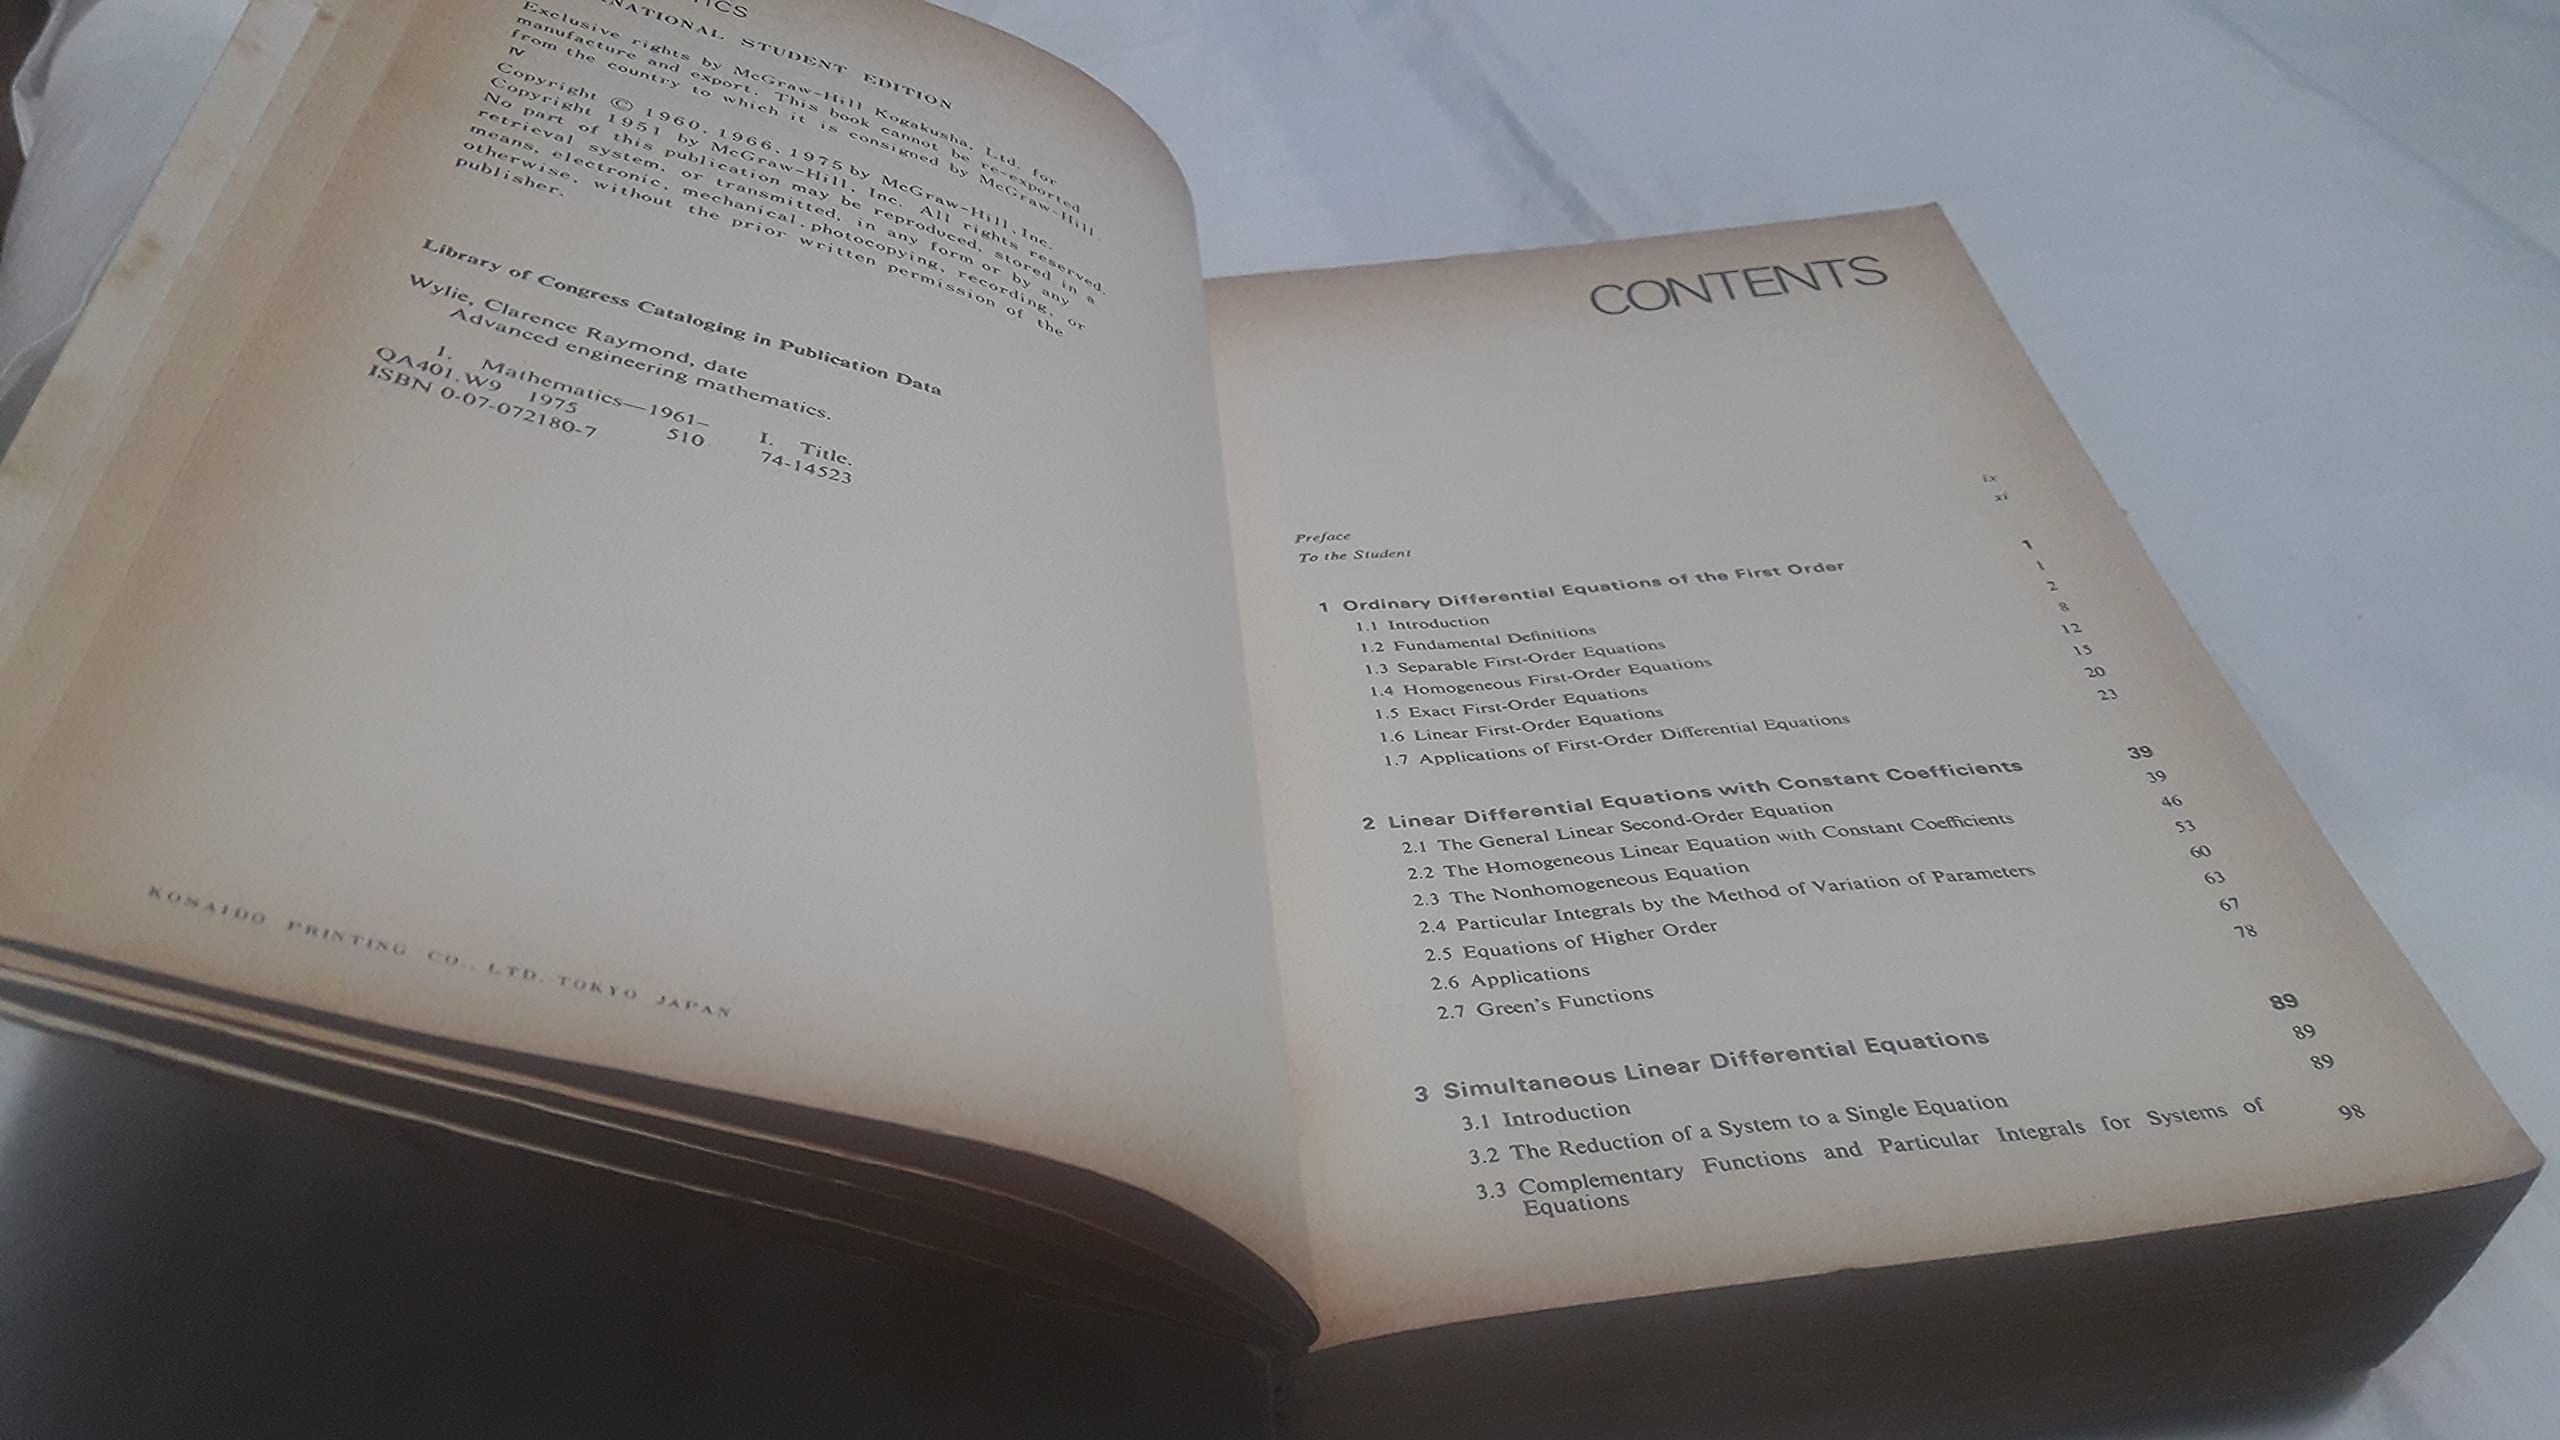 INTERNATIONAL STUDENT EDITION
Exclusive rights by McGraw-Hill Kogakusha, Ltd. for
manufacture and export. This book cannot be re-exported
from the country to which it is consigned by McGraw-Hill.
IV
Copyright © 1960, 1966, 1975 by McGraw-Hill, Inc.
Copyright 1951 by McGraw-Hill, Inc. All rights reserved.
No part of this publication may be reproduced, stored in a
retrieval system, or transmitted, in any form or by any
means, electronic, mechanical, photocopying, recording, or
otherwise, without the prior written permission of the
publisher.
Library of Congress Cataloging in Publication Data
Wylie, Clarence Raymond, date
Advanced engineering mathematics.
1. Mathematics—1961- I. Title.
QA401.W9 1975 510 74-14523
ISBN 0-07-072180-7
KOSAIDO PRINTING CO., LTD. TOKYO JAPAN
CONTENTS
Preface ix
To the Student xi
1 Ordinary Differential Equations of the First Order 1
1.1 Introduction 1
1.2 Fundamental Definitions 2
1.3 Separable First-Order Equations 8
1.4 Homogeneous First-Order Equations 12
1.5 Exact First-Order Equations 15
1.6 Linear First-Order Equations 20
1.7 Applications of First-Order Differential Equations 23
2 Linear Differential Equations with Constant Coefficients 39
2.1 The General Linear Second-Order Equation 39
2.2 The Homogeneous Linear Equation with Constant Coefficients 46
2.3 The Nonhomogeneous Equation 53
2.4 Particular Integrals by the Method of Variation of Parameters 60
2.5 Equations of Higher Order 63
2.6 Applications 67
2.7 Green's Functions 78
3 Simultaneous Linear Differential Equations 89
3.1 Introduction 89
3.2 The Reduction of a System to a Single Equation 89
3.3 Complementary Functions and Particular Integrals for Systems of
Equations 98